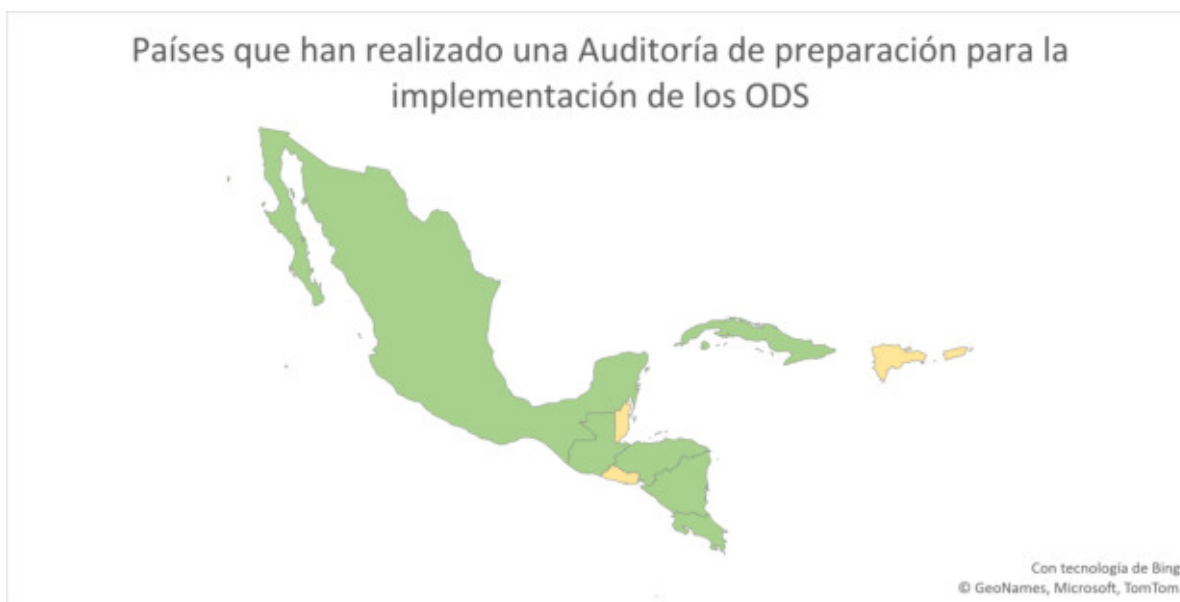 Países que han realizado una Auditoría de preparación para la
implementación de los ODS
Con tecnología de Bing
© GeoNames, Microsoft, TomTom